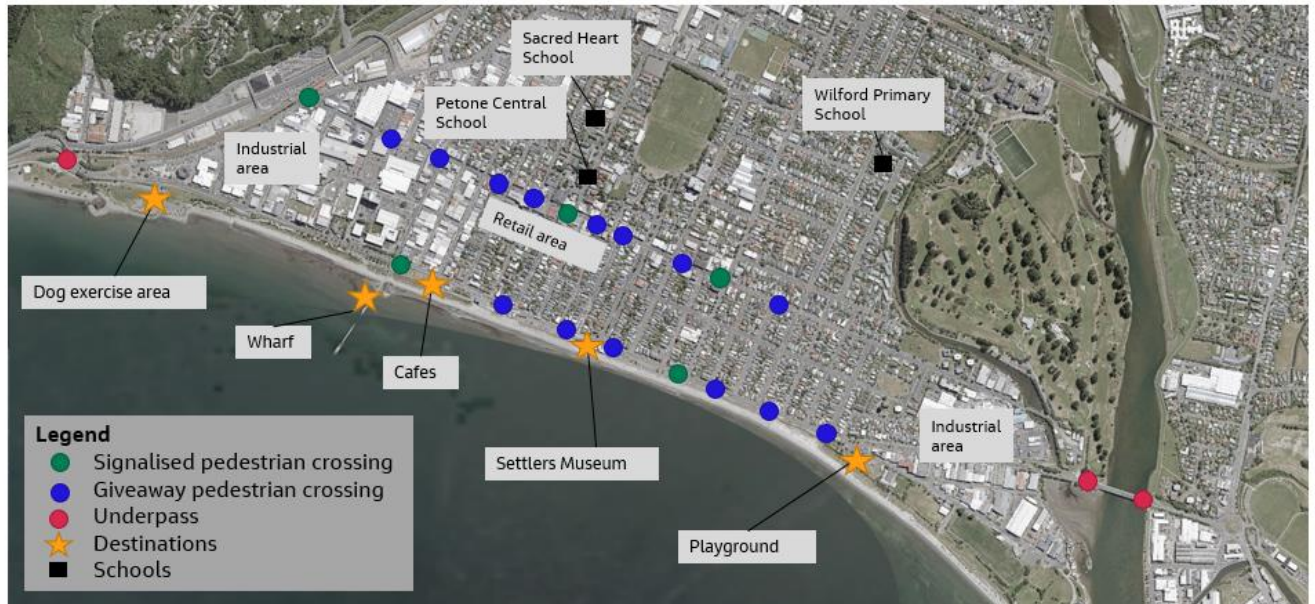 Sacred Heart
School
Petone Central
School
Wilford Primary
School
Industrial
area
Retail area
Dog exercise area
Wharf
Cafes
Settlers Museum
Industrial
area
Playground
Legend
Signalised pedestrian crossing
Giveaway pedestrian crossing
Underpass
Destinations
Schools